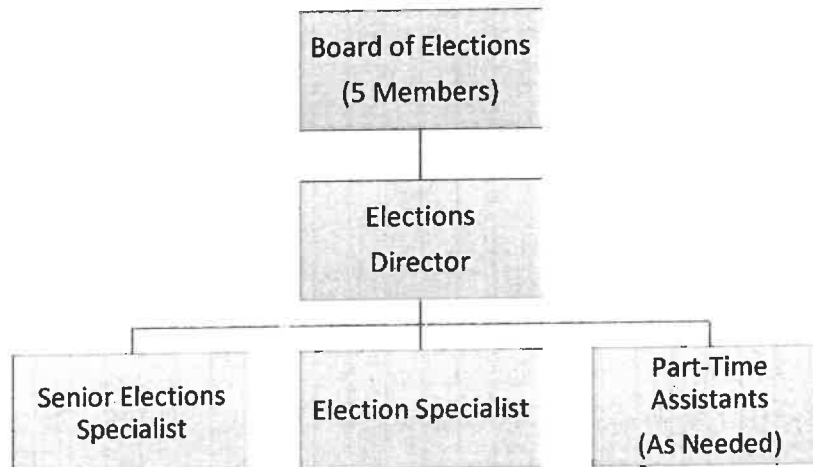 Board of Elections
(5 Members)
Elections
Director
Senior Elections
Specialist
Election Specialist
Part-Time
Assistants
(As Needed)